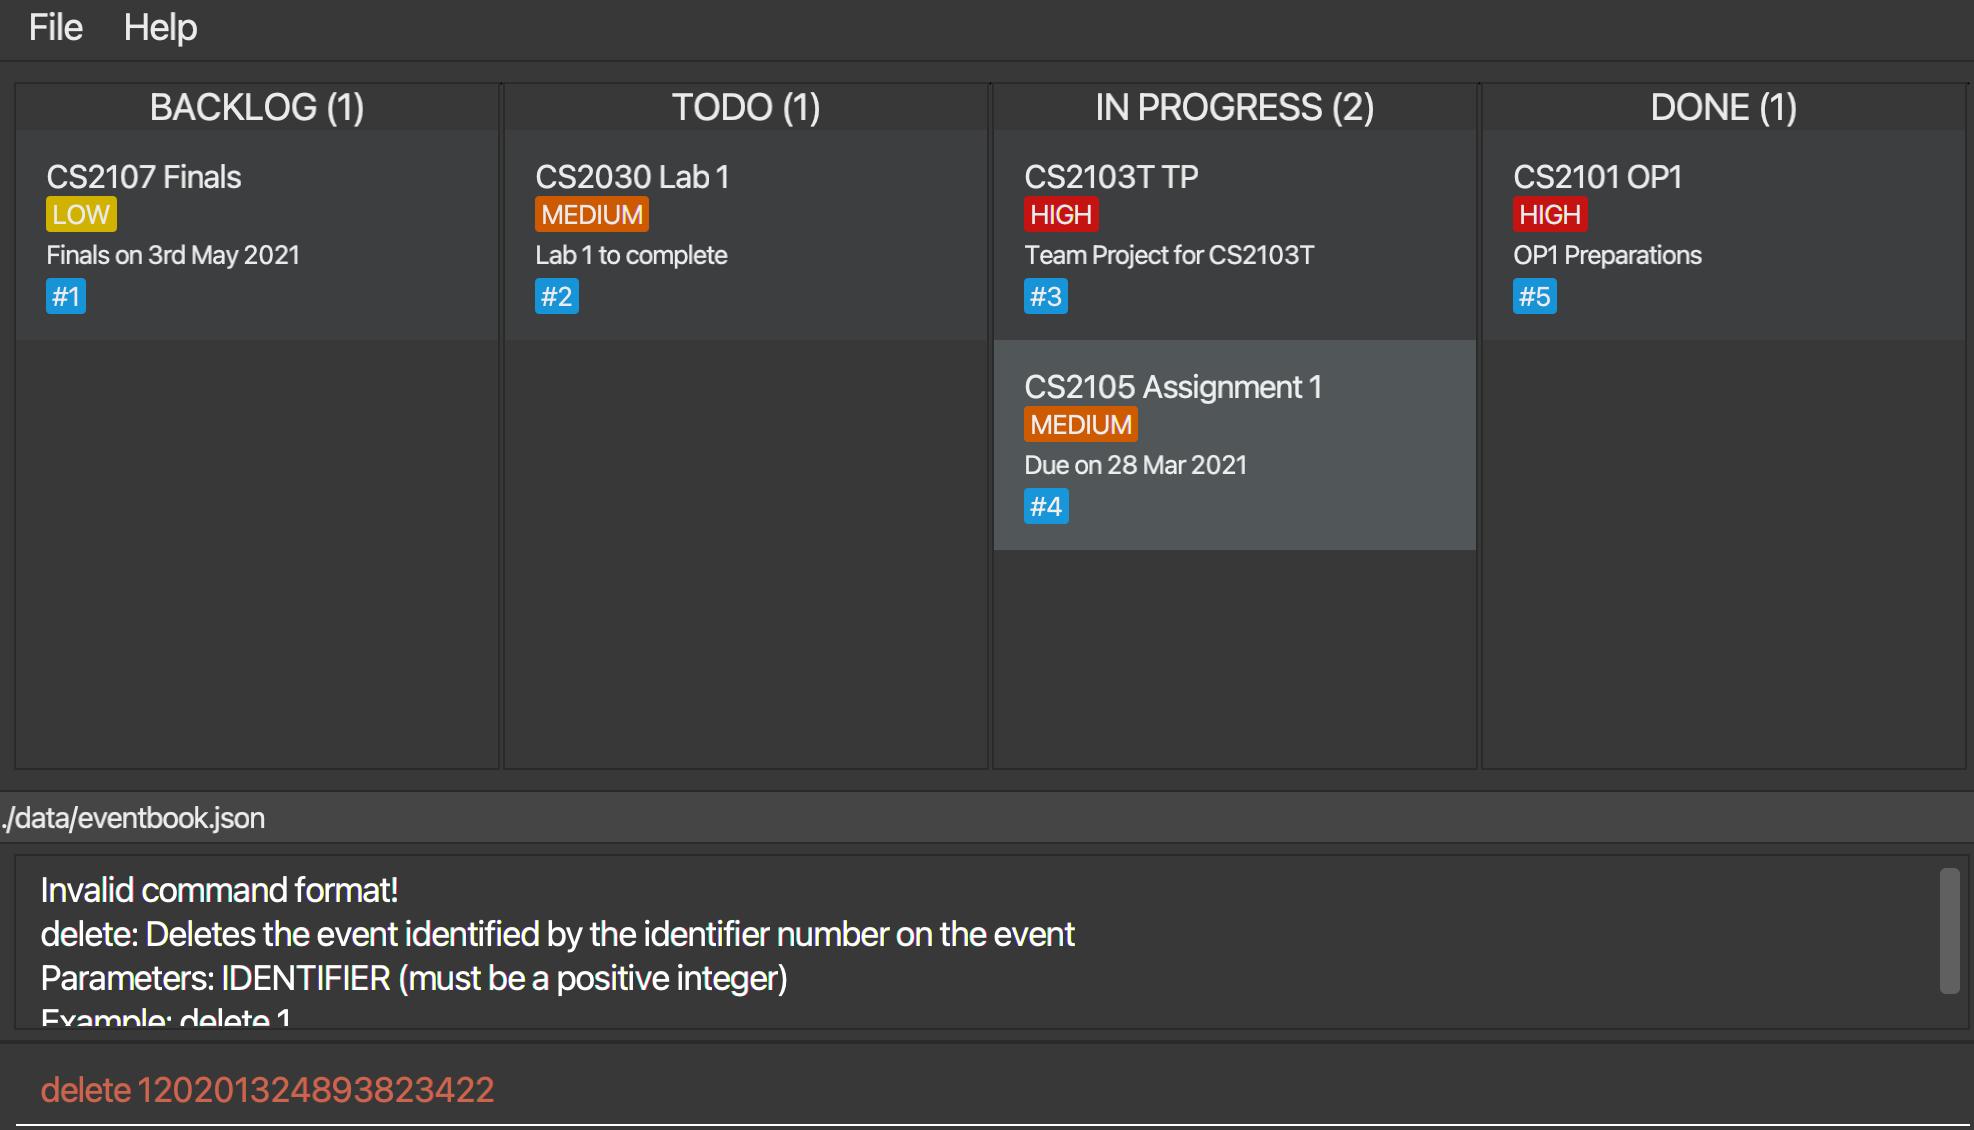 File Help
BACKLOG (1)
CS2107 Finals
LOW
Finals on 3rd May 2021
#1
TODO (1)
CS2030 Lab 1
MEDIUM
Lab 1 to complete
#2
IN PROGRESS (2)
CS2103T TP
HIGH
Team Project for CS2103T
#3
CS2105 Assignment 1
MEDIUM
Due on 28 Mar 2021
#4
DONE (1)
CS2101 OP1
HIGH
OP1 Preparations
#5
./data/eventbook.json
Invalid command format!
delete: Deletes the event identified by the identifier number on the event
Parameters: IDENTIFIER (must be a positive integer)
Example: delete 1
delete 120201324893823422